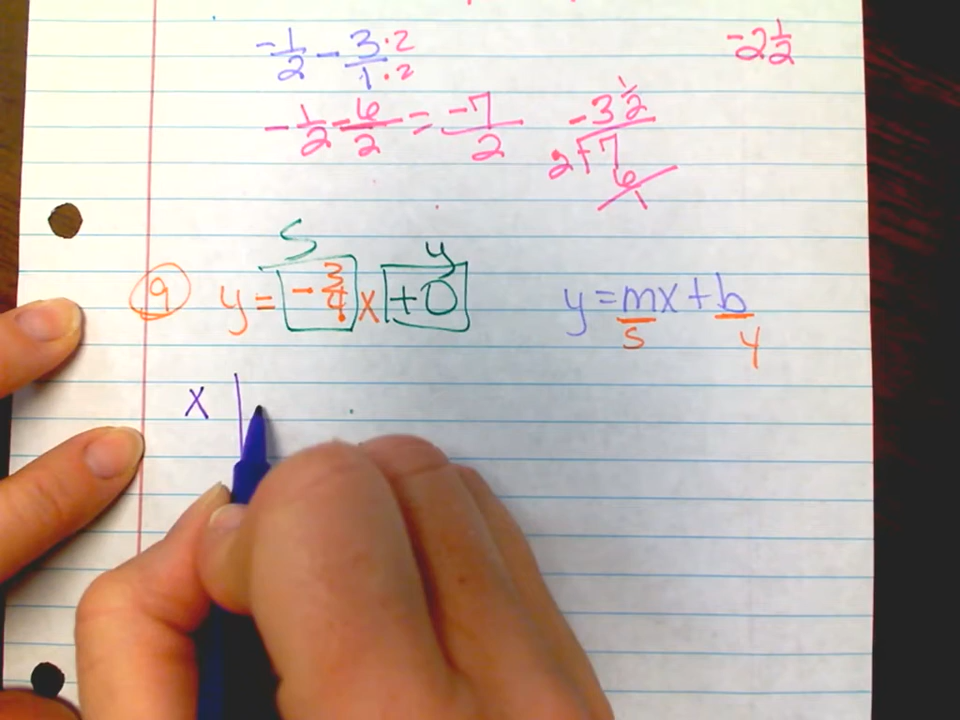 -1/2 - 3/1 ·2 ·2
-2 1/2
-1/2 -6/2 = -7/2
-3 1/2
2√7
6
1
S y
9 y = -3/4 x +0
y = mx + b
S y
x